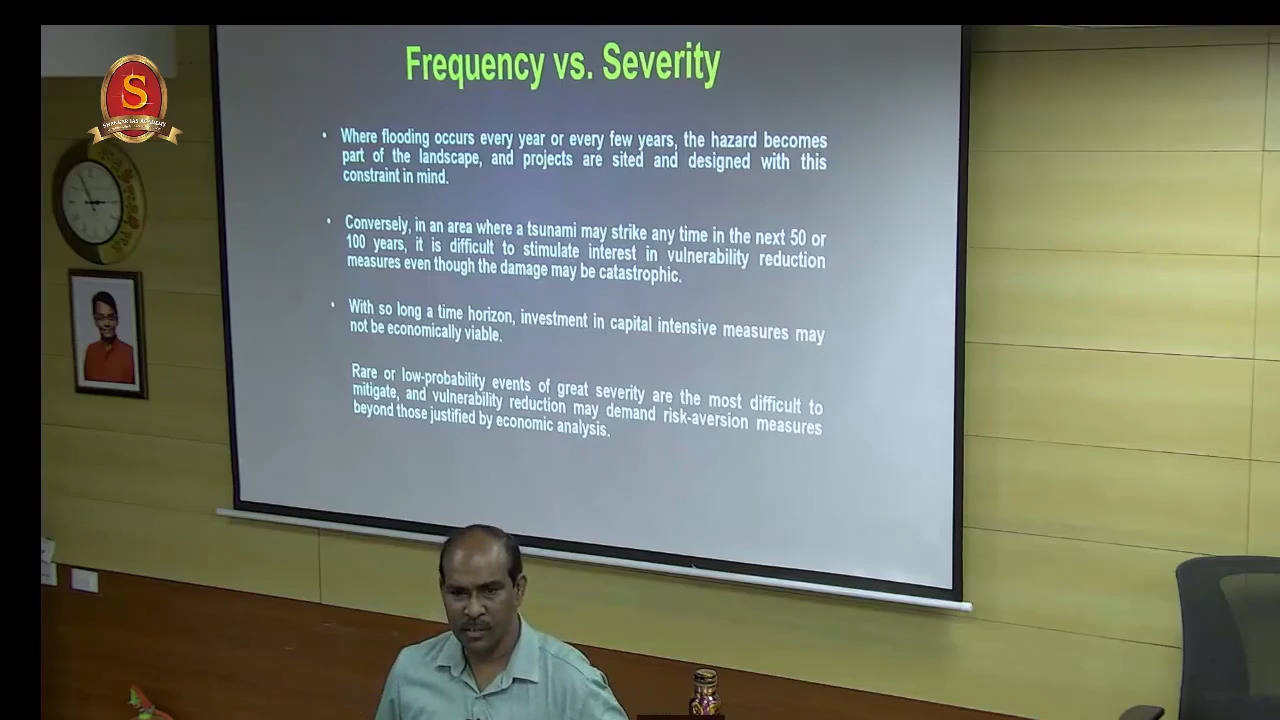 S
SHANKAR IAS ACADEMY
Frequency vs. Severity
• Where flooding occurs every year or every few years, the hazard becomes
part of the landscape, and projects are sited and designed with this
constraint in mind.
• Conversely, in an area where a tsunami may strike any time in the next 50 or
100 years, it is difficult to stimulate interest in vulnerability reduction
measures even though the damage may be catastrophic.
• With so long a time horizon, investment in capital intensive measures may
not be economically viable.
Rare or low-probability events of great severity are the most difficult to
mitigate, and vulnerability reduction may demand risk-aversion measures
beyond those justified by economic analysis.